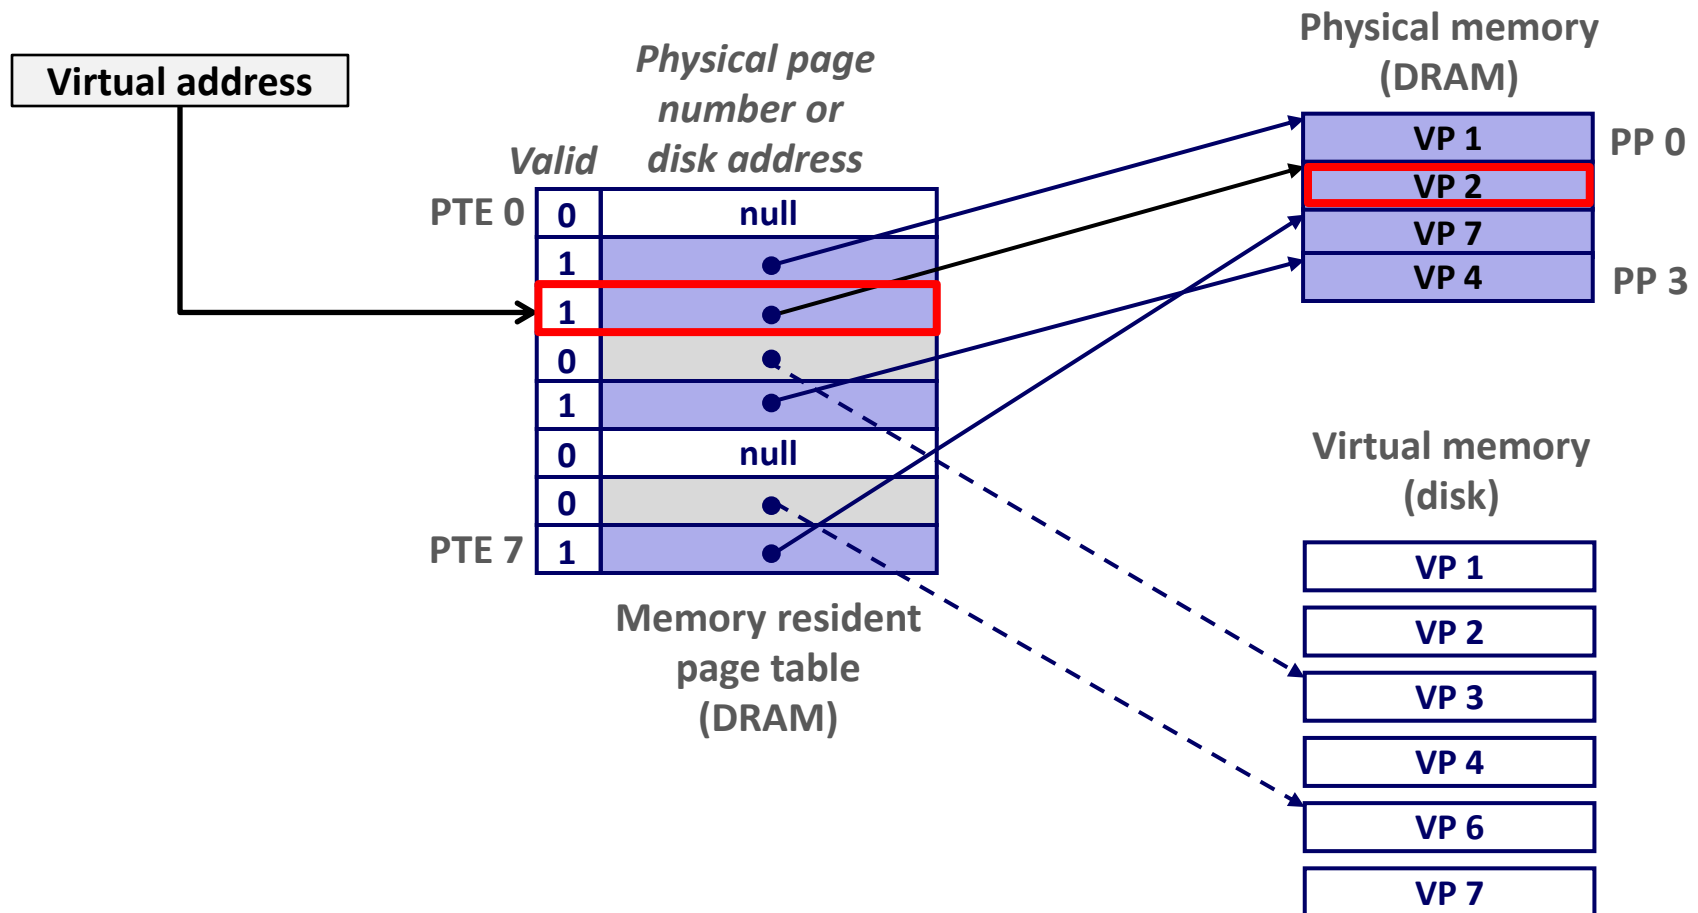 Virtual address
Physical page
number or
disk address
Valid
PTE 0
0
null
1
1
0
1
0
null
0
PTE 7
1
Memory resident
page table
(DRAM)
Physical memory
(DRAM)
VP 1
PP 0
VP 2
VP 7
VP 4
PP 3
Virtual memory
(disk)
VP 1
VP 2
VP 3
VP 4
VP 6
VP 7